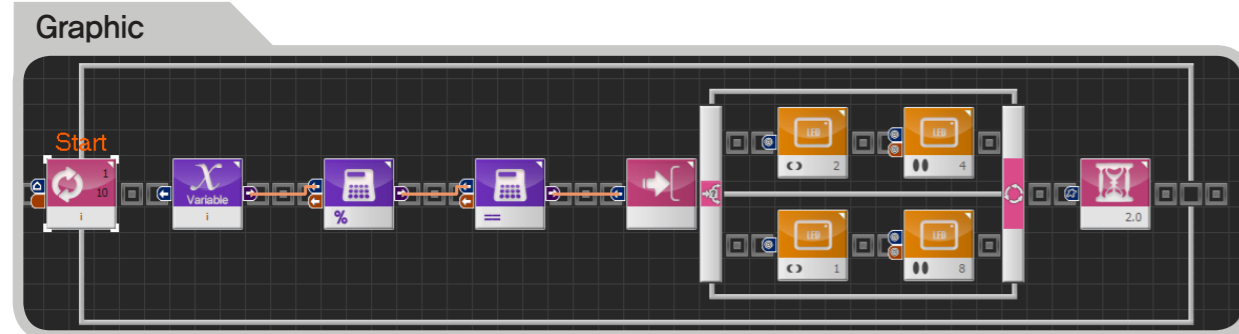 Graphic
Start
1
10
i
Variable
i
%
==
LED
2
LED
4
LED
1
LED
8
2.0